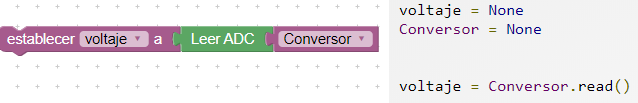 establecer voltaje a Leer ADC Conversor
voltaje = None
Conversor = None
voltaje = Conversor.read()